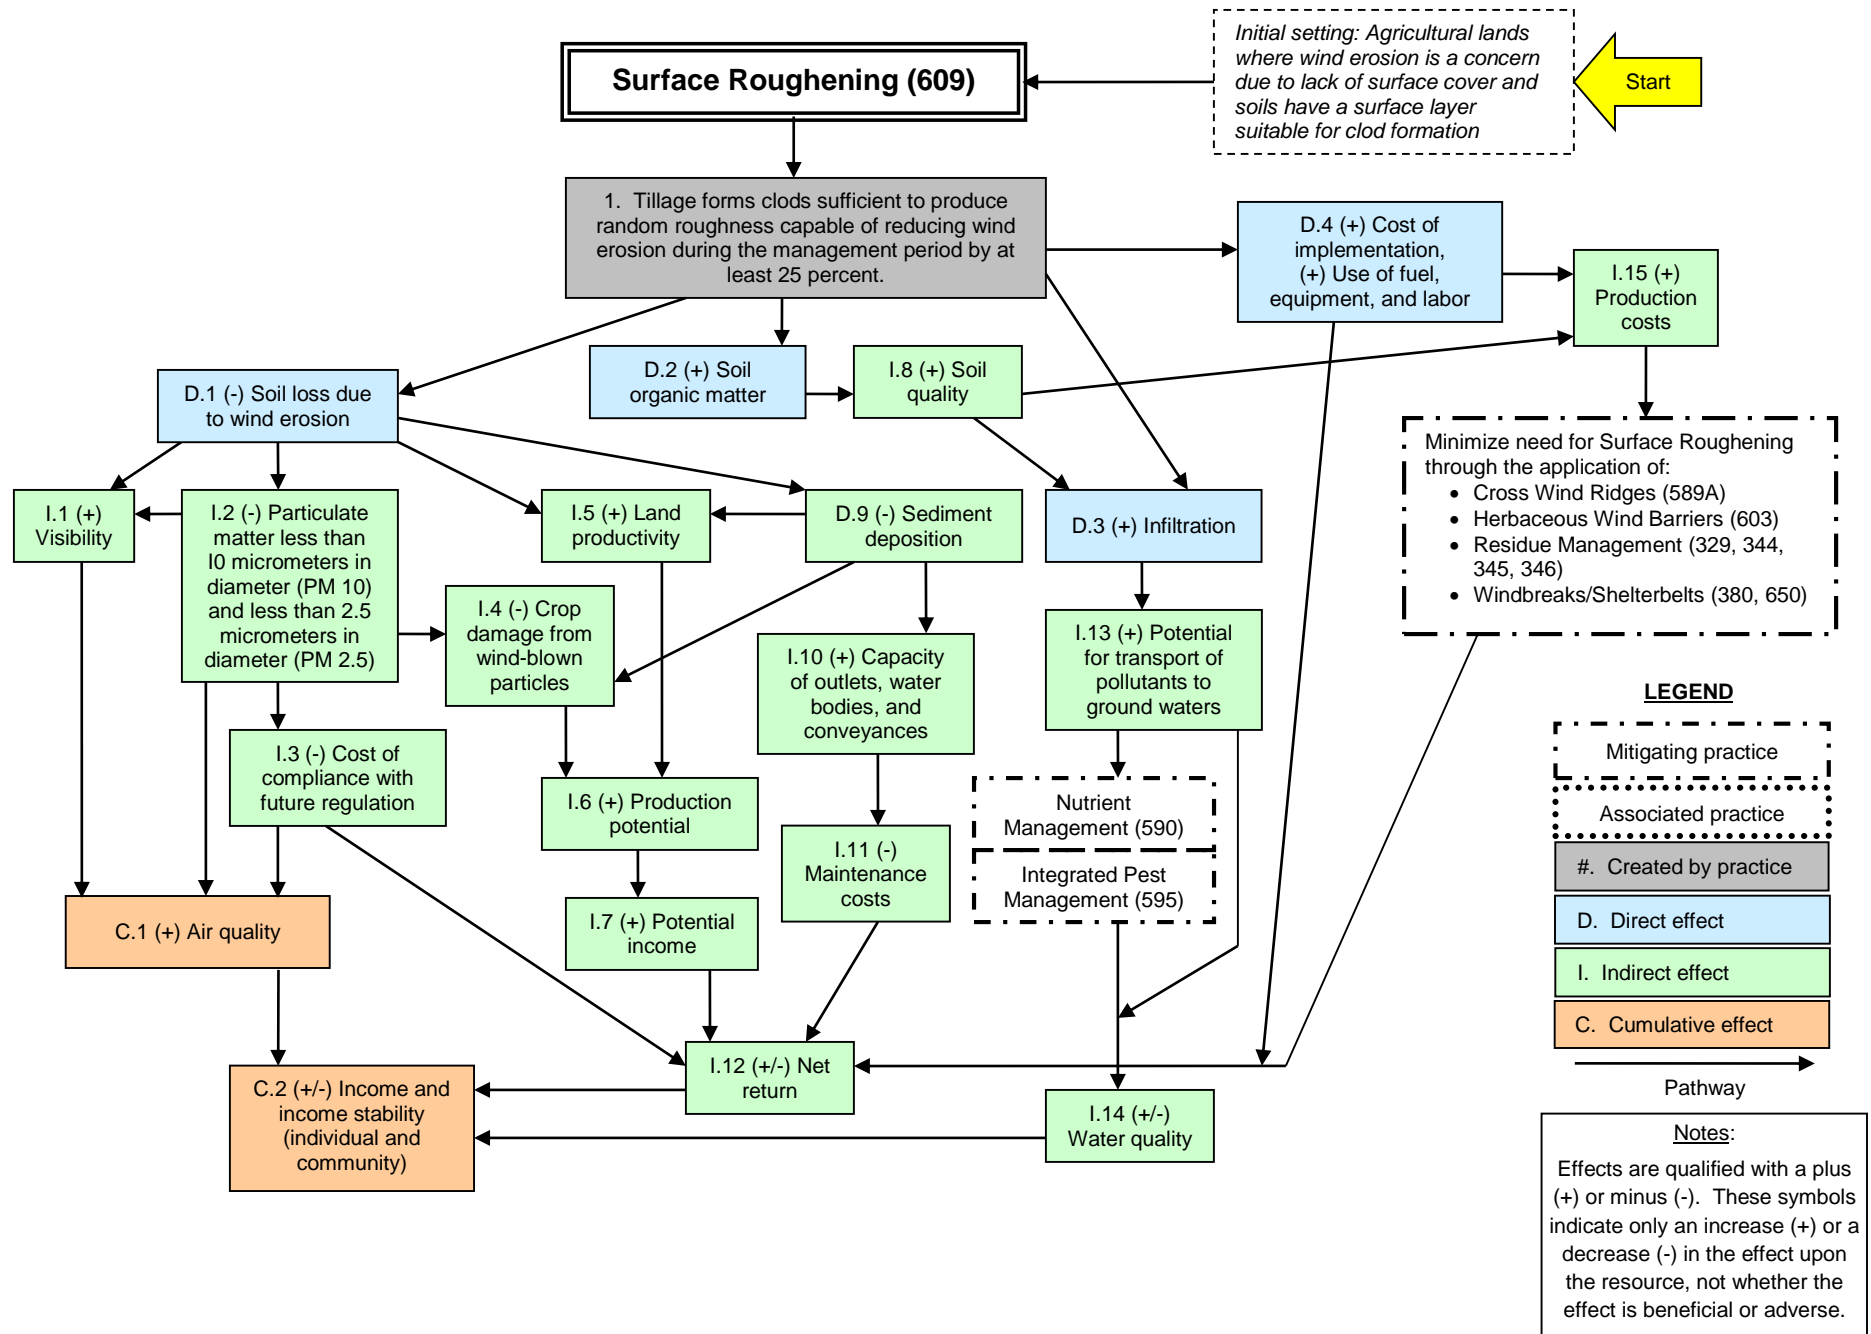 Initial setting: Agricultural lands
where wind erosion is a concern
due to lack of surface cover and
soils have a surface layer
suitable for clod formation
Start
Surface Roughening (609)
1. Tillage forms clods sufficient to produce
random roughness capable of reducing wind
erosion during the management period by at
least 25 percent.
D.4 (+) Cost of
implementation,
(+) Use of fuel,
equipment, and labor
I.15 (+)
Production
costs
D.1 (-) Soil loss due
to wind erosion
D.2 (+) Soil
organic matter
I.8 (+) Soil
quality
Minimize need for Surface Roughening
through the application of:
• Cross Wind Ridges (589A)
• Herbaceous Wind Barriers (603)
• Residue Management (329, 344,
345, 346)
• Windbreaks/Shelterbelts (380, 650)
I.1 (+)
Visibility
I.2 (-) Particulate
matter less than
I0 micrometers in
diameter (PM 10)
and less than 2.5
micrometers in
diameter (PM 2.5)
I.5 (+) Land
productivity
D.9 (-) Sediment
deposition
D.3 (+) Infiltration
I.4 (-) Crop
damage from
wind-blown
particles
I.10 (+) Capacity
of outlets, water
bodies, and
conveyances
I.13 (+) Potential
for transport of
pollutants to
ground waters
I.3 (-) Cost of
compliance with
future regulation
I.6 (+) Production
potential
I.11 (-)
Maintenance
costs
Nutrient
Management (590)
Integrated Pest
Management (595)
C.1 (+) Air quality
I.7 (+) Potential
income
I.12 (+/-) Net
return
C.2 (+/-) Income and
income stability
(individual and
community)
I.14 (+/-)
Water quality
LEGEND
Mitigating practice
Associated practice
#. Created by practice
D. Direct effect
I. Indirect effect
C. Cumulative effect
Pathway
Notes:
Effects are qualified with a plus
(+) or minus (-). These symbols
indicate only an increase (+) or a
decrease (-) in the effect upon
the resource, not whether the
effect is beneficial or adverse.